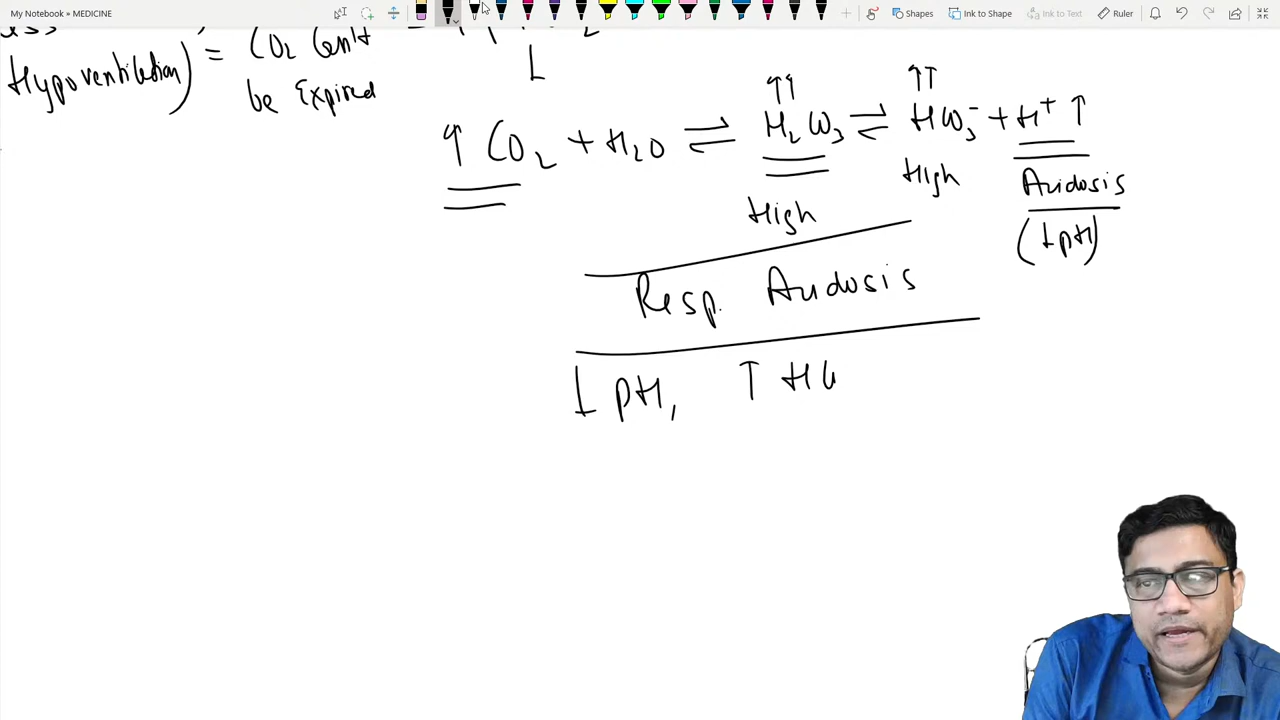 My Notebook » MEDICINE
Shapes Ink to Shape Ink to Text Ruler
Hypoventilation) = CO₂ Can't
be Expired
↑ CO₂ + H₂O ⇌ H₂CO₃ ⇌ HCO₃⁻ + H⁺ ↑
↑↑ ↑↑
High High Acidosis
(↓pH)
Resp. Acidosis
↓ pH, ↑ HC